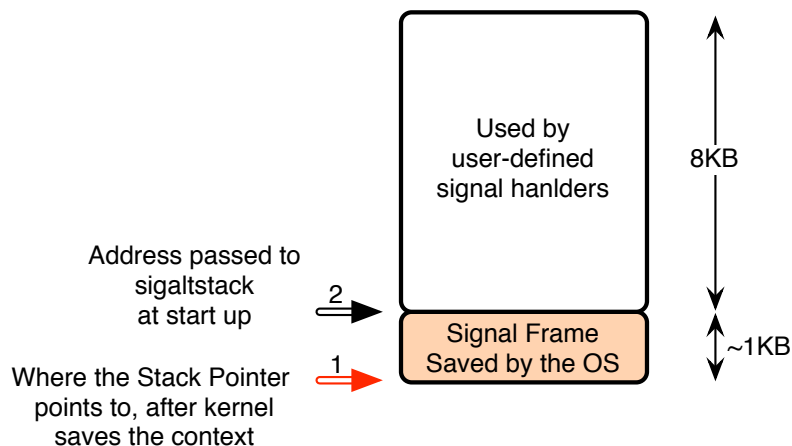 Used by
user-defined
signal hanlders
8KB
Address passed to
sigaltstack
at start up
2
Signal Frame
Saved by the OS
~1KB
1
Where the Stack Pointer
points to, after kernel
saves the context